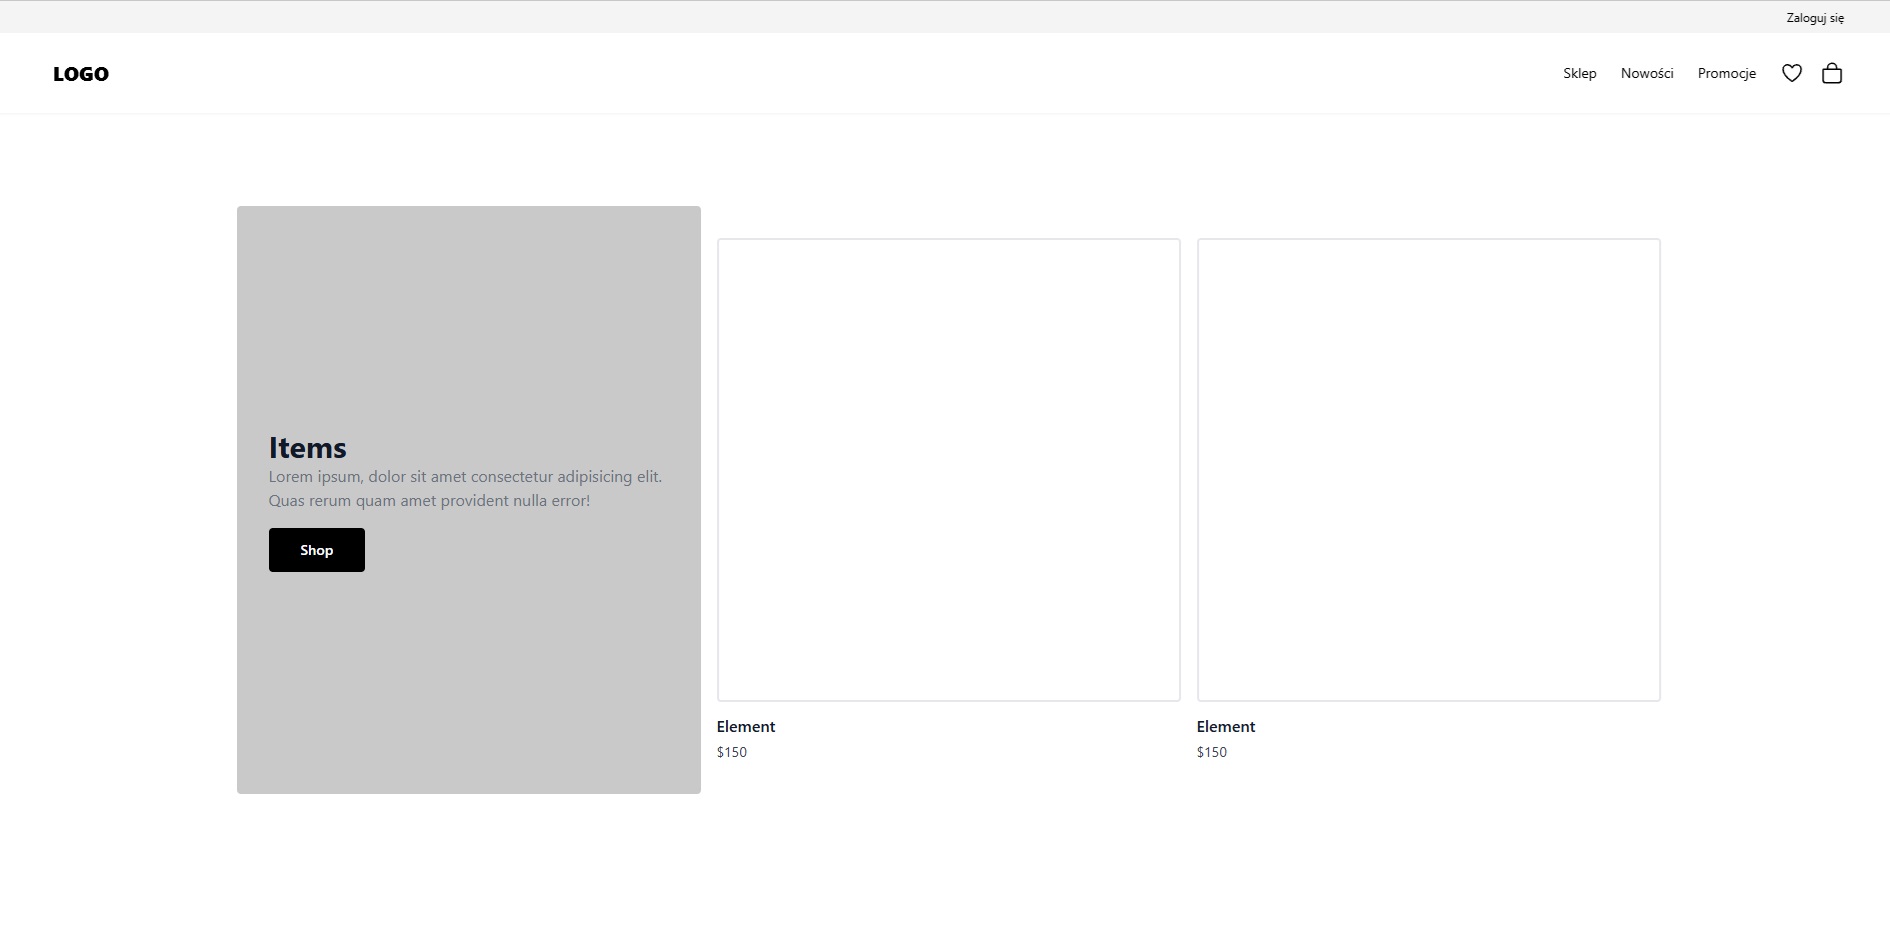 Zaloguj się
LOGO
Sklep
Nowości
Promocje
Items
Lorem ipsum, dolor sit amet consectetur adipisicing elit.
Quas rerum quam amet provident nulla error!
Shop
Element
$150
Element
$150